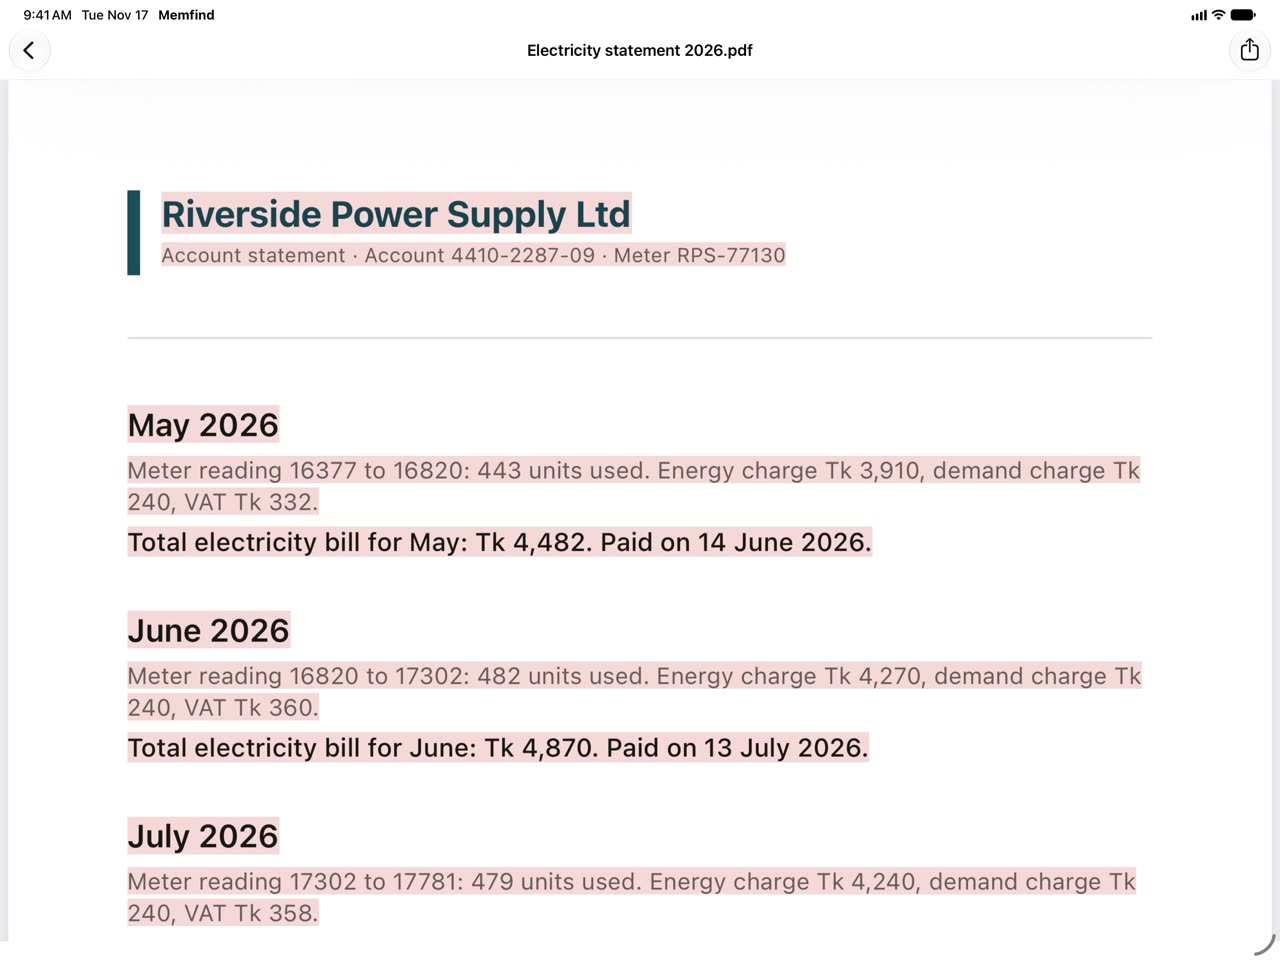 9:41 AM Tue Nov 17 Memfind
Electricity statement 2026.pdf
Riverside Power Supply Ltd
Account statement · Account 4410-2287-09 · Meter RPS-77130
May 2026
Meter reading 16377 to 16820: 443 units used. Energy charge Tk 3,910, demand charge Tk
240, VAT Tk 332.
Total electricity bill for May: Tk 4,482. Paid on 14 June 2026.
June 2026
Meter reading 16820 to 17302: 482 units used. Energy charge Tk 4,270, demand charge Tk
240, VAT Tk 360.
Total electricity bill for June: Tk 4,870. Paid on 13 July 2026.
July 2026
Meter reading 17302 to 17781: 479 units used. Energy charge Tk 4,240, demand charge Tk
240, VAT Tk 358.